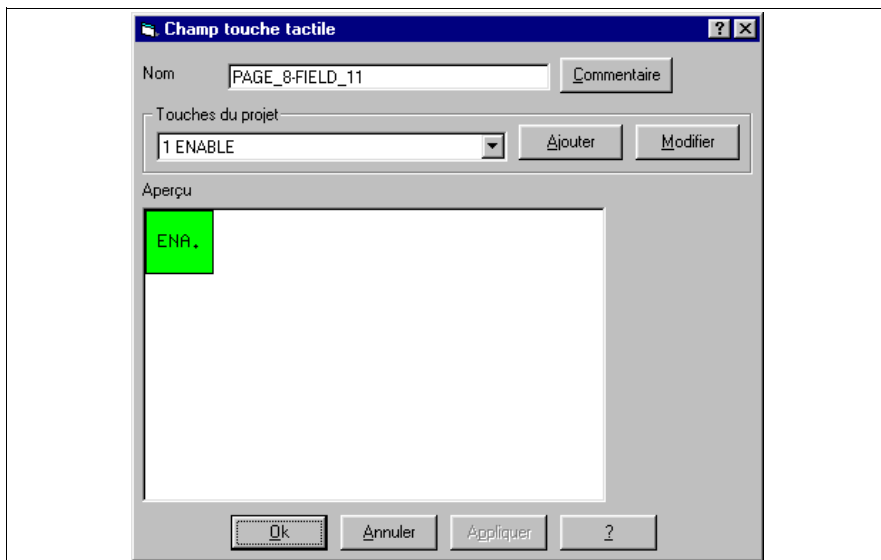 Champ touche tactile
Nom PAGE_8-FIELD_11 Commentaire
Touches du projet
1 ENABLE Ajouter Modifier
Aperçu
ENA.
Ok Annuler Appliquer ?